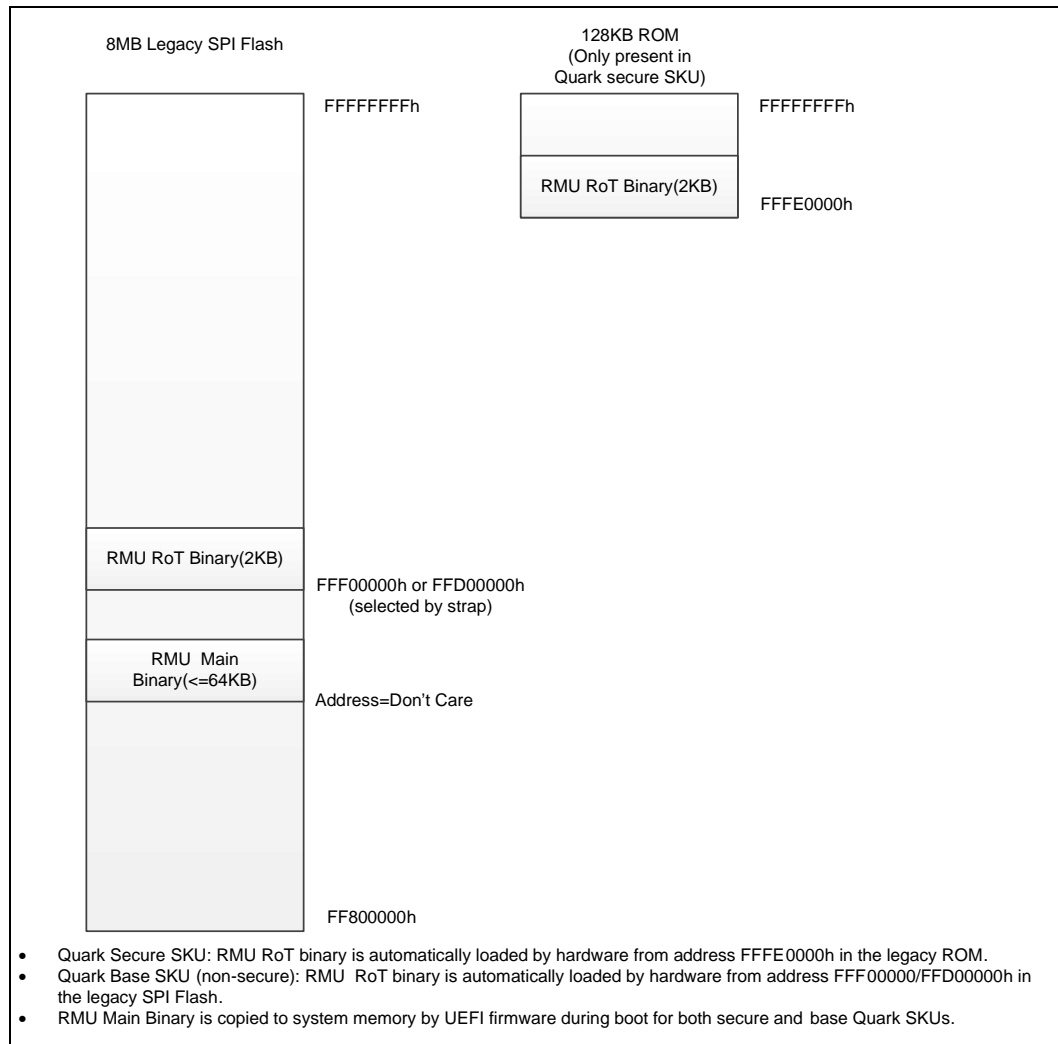 8MB Legacy SPI Flash
128KB ROM
(Only present in
Quark secure SKU)
FFFFFFFFh
FFFFFFFFh
RMU RoT Binary(2KB)
FFFE0000h
RMU RoT Binary(2KB)
FFF00000h or FFD00000h
(selected by strap)
RMU Main
Binary(<=64KB)
Address=Don't Care
FF800000h
• Quark Secure SKU: RMU RoT binary is automatically loaded by hardware from address FFFE0000h in the legacy ROM.
• Quark Base SKU (non-secure): RMU RoT binary is automatically loaded by hardware from address FFF00000/FFD00000h in
the legacy SPI Flash.
• RMU Main Binary is copied to system memory by UEFI firmware during boot for both secure and base Quark SKUs.